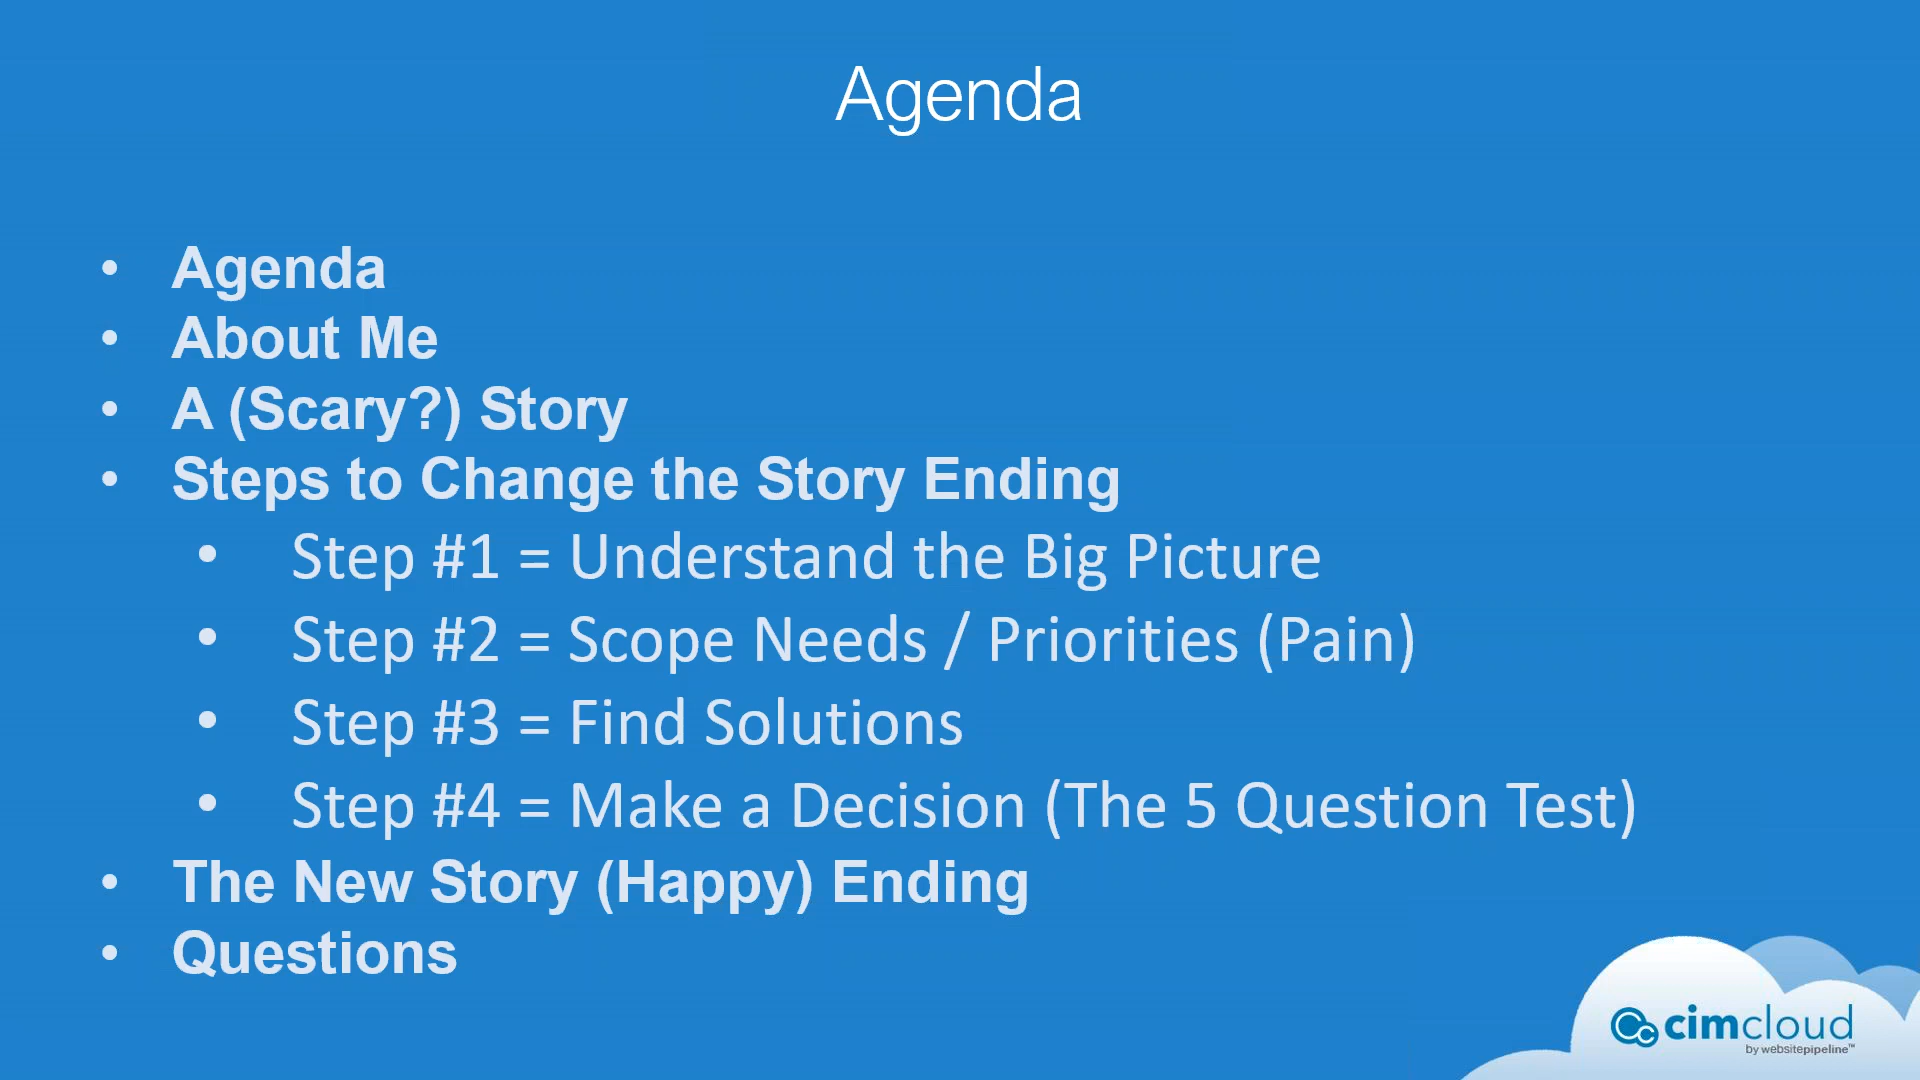 Agenda
• Agenda
• About Me
• A (Scary?) Story
• Steps to Change the Story Ending
• Step #1 = Understand the Big Picture
• Step #2 = Scope Needs / Priorities (Pain)
• Step #3 = Find Solutions
• Step #4 = Make a Decision (The 5 Question Test)
• The New Story (Happy) Ending
• Questions
cimcloud
by websitepipeline™